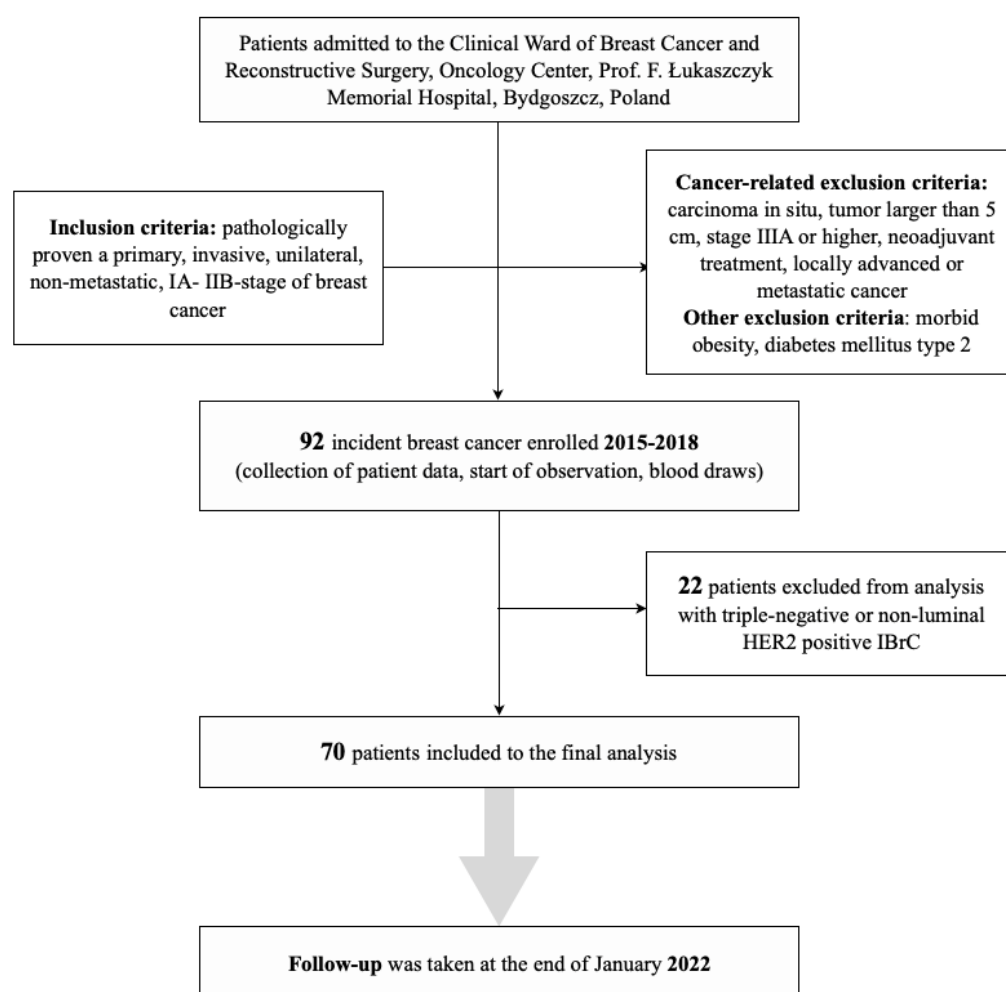 Patients admitted to the Clinical Ward of Breast Cancer and
Reconstructive Surgery, Oncology Center, Prof. F. Łukaszczyk
Memorial Hospital, Bydgoszcz, Poland
Inclusion criteria: pathologically
proven a primary, invasive, unilateral,
non-metastatic, IA- IIB-stage of breast
cancer
Cancer-related exclusion criteria:
carcinoma in situ, tumor larger than 5
cm, stage IIIA or higher, neoadjuvant
treatment, locally advanced or
metastatic cancer
Other exclusion criteria: morbid
obesity, diabetes mellitus type 2
92 incident breast cancer enrolled 2015-2018
(collection of patient data, start of observation, blood draws)
22 patients excluded from analysis
with triple-negative or non-luminal
HER2 positive IBrC
70 patients included to the final analysis
Follow-up was taken at the end of January 2022